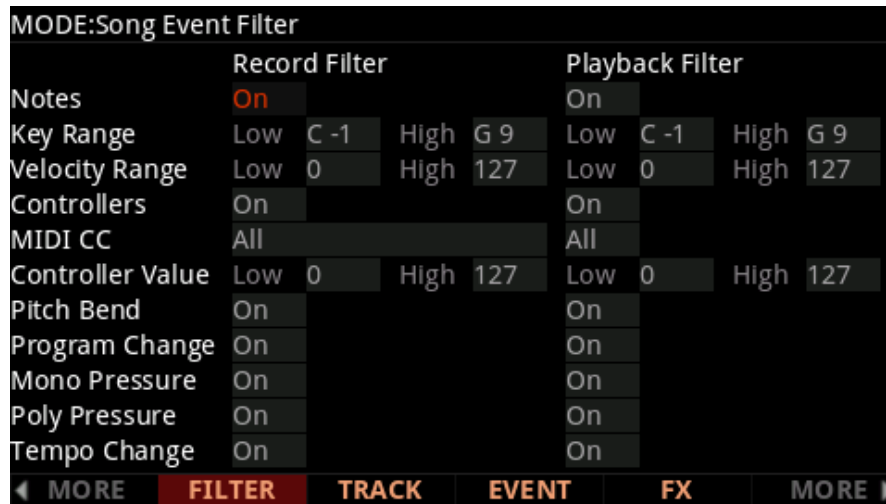 MODE:Song Event Filter
Record Filter Playback Filter
Notes On On
Key Range Low C -1 High G 9 Low C -1 High G 9
Velocity Range Low 0 High 127 Low 0 High 127
Controllers On On
MIDI CC All All
Controller Value Low 0 High 127 Low 0 High 127
Pitch Bend On On
Program Change On On
Mono Pressure On On
Poly Pressure On On
Tempo Change On On
MORE FILTER TRACK EVENT FX MORE